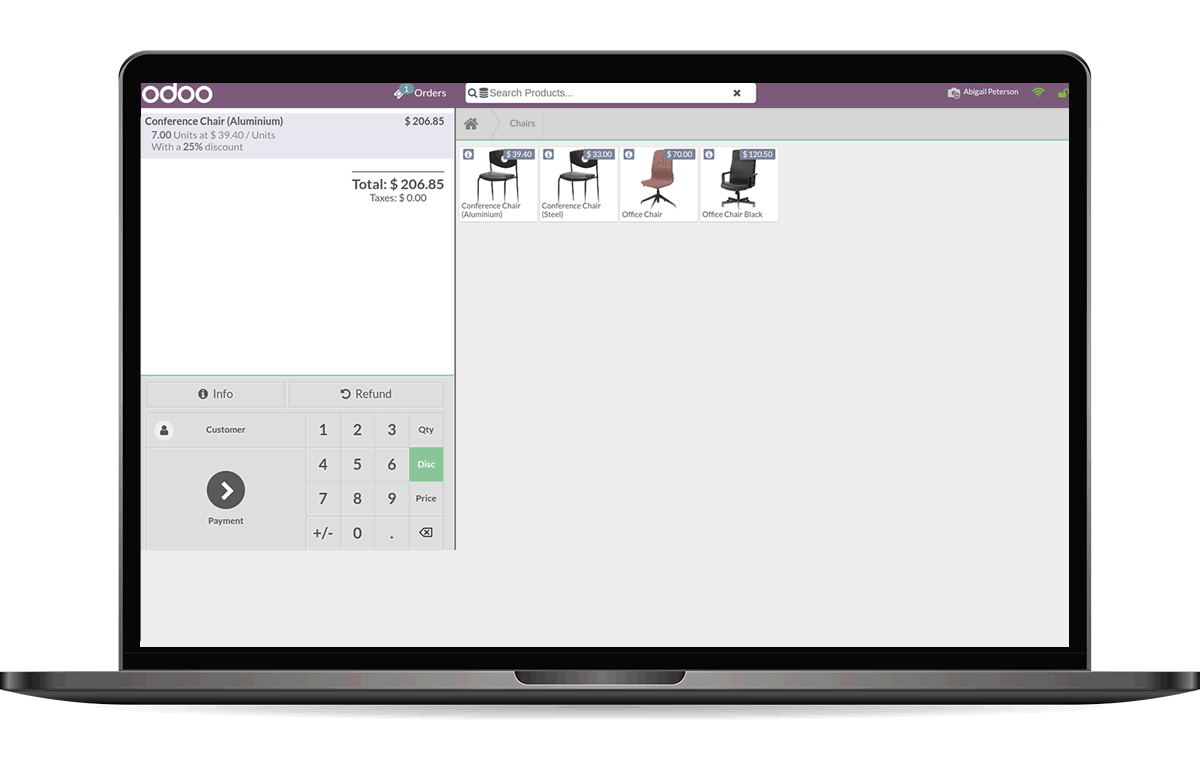 odoo
1
Orders
Search Products...
Abigail Peterson
Conference Chair (Aluminium) $ 206.85
7.00 Units at $ 39.40 / Units
With a 25% discount
Total: $ 206.85
Taxes: $ 0.00
Chairs
$ 39.40
Conference Chair
(Aluminium)
$ 33.00
Conference Chair
(Steel)
$ 70.00
Office Chair
$ 120.50
Office Chair Black
Info
Refund
Customer
1 2 3 Qty
4 5 6 Disc
7 8 9 Price
+/- 0 .
Payment